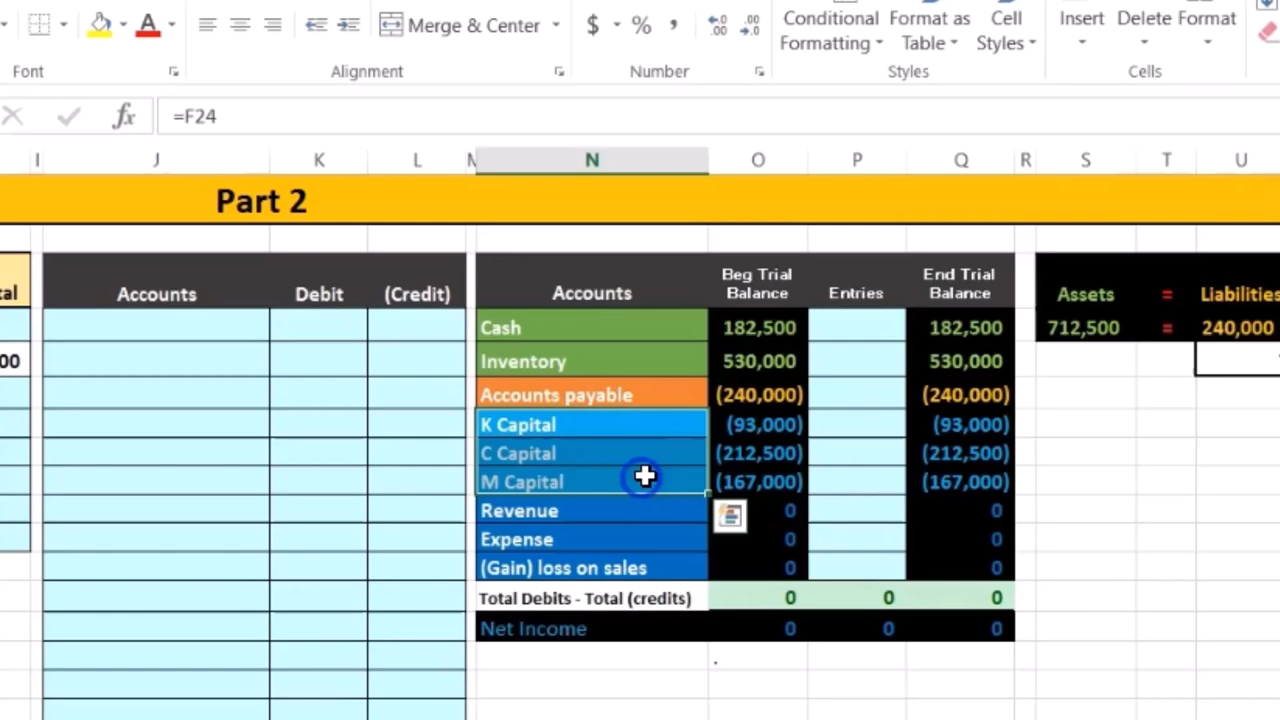 Merge & Center
$ % ,
Conditional Formatting
Format as Table
Cell Styles
Insert
Delete
Format
Font
Alignment
Number
Styles
Cells
fx =F24
I J K L M N O P Q R S T U
Part 2
Accounts Debit (Credit)
Accounts Beg Trial Balance Entries End Trial Balance
Assets = Liabilities
Cash 182,500 182,500 712,500 = 240,000
Inventory 530,000 530,000
Accounts payable (240,000) (240,000)
K Capital (93,000) (93,000)
C Capital (212,500) (212,500)
M Capital (167,000) (167,000)
Revenue 0 0
Expense 0 0
(Gain) loss on sales 0 0
Total Debits - Total (credits) 0 0 0
Net Income 0 0 0